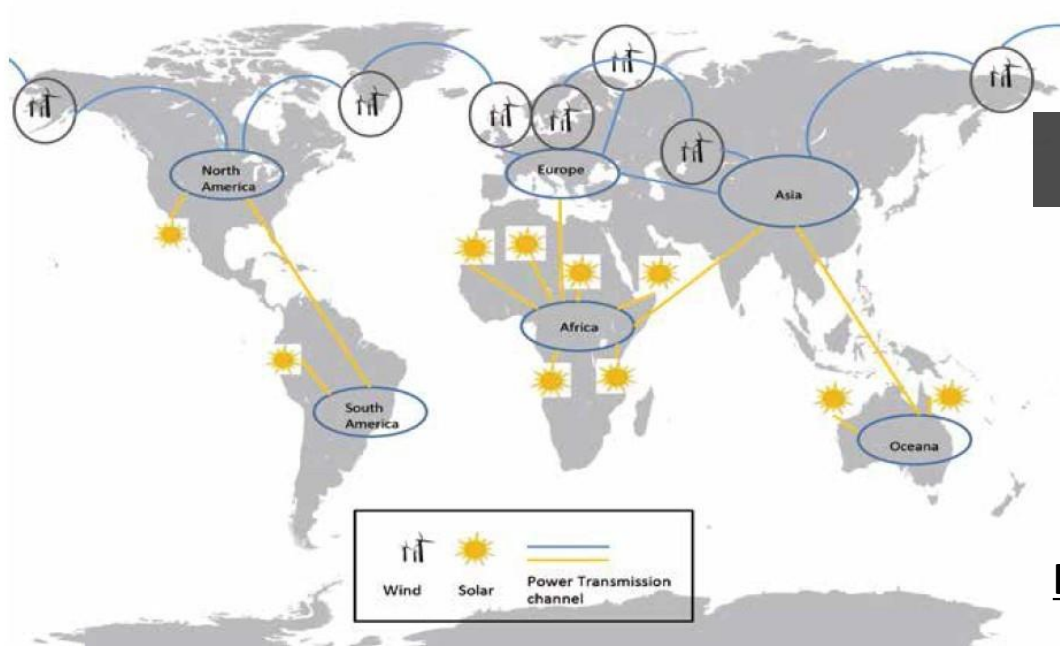 North
America
Europe
Asia
Africa
South
America
Oceana
Wind
Solar
Power Transmission
channel